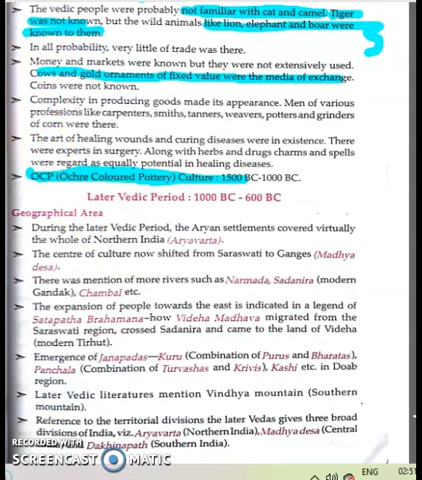 ➤ The vedic people were probably not familiar with cat and camel. Tiger
was not known, but the wild animals like lion, elephant and boar were
known to them
➤ In all probability, very little of trade was there.
➤ Money and markets were known but they were not extensively used.
Cows and gold ornaments of fixed value were the media of exchange.
Coins were not known.
➤ Complexity in producing goods made its appearance. Men of various
professions like carpenters, smiths, tanners, weavers, potters and grinders
of corn were there.
➤ The art of healing wounds and curing diseases were in existence. There
were experts in surgery. Along with herbs and drugs charms and spells
were regard as equally potential in healing diseases.
➤ OCP (Ochre Coloured Pottery) Culture : 1500 BC-1000 BC.
Later Vedic Period : 1000 BC - 600 BC
Geographical Area
➤ During the later Vedic Period, the Aryan settlements covered virtually
the whole of Northern India (Aryavarta).
➤ The centre of culture now shifted from Saraswati to Ganges (Madhya
desa).
➤ There was mention of more rivers such as Narmada, Sadanira (modern
Gandak), Chambal etc.
➤ The expansion of people towards the east is indicated in a legend of
Satapatha Brahamana—how Videha Madhava migrated from the
Saraswati region, crossed Sadanira and came to the land of Videha
(modern Tirhut).
➤ Emergence of Janapadas—Kuru (Combination of Purus and Bharatas),
Panchala (Combination of Turvashas and Krivis), Kashi etc. in Doab
region.
➤ Later Vedic literatures mention Vindhya mountain (Southern
mountain).
➤ Reference to the territorial divisions the later Vedas gives three broad
divisions of India, viz. Aryavarta (Northern India), Madhya desa (Central
and Dakhinapath (Southern India).
RECORDED WITH
SCREENCAST MATIC
ENG
02:51